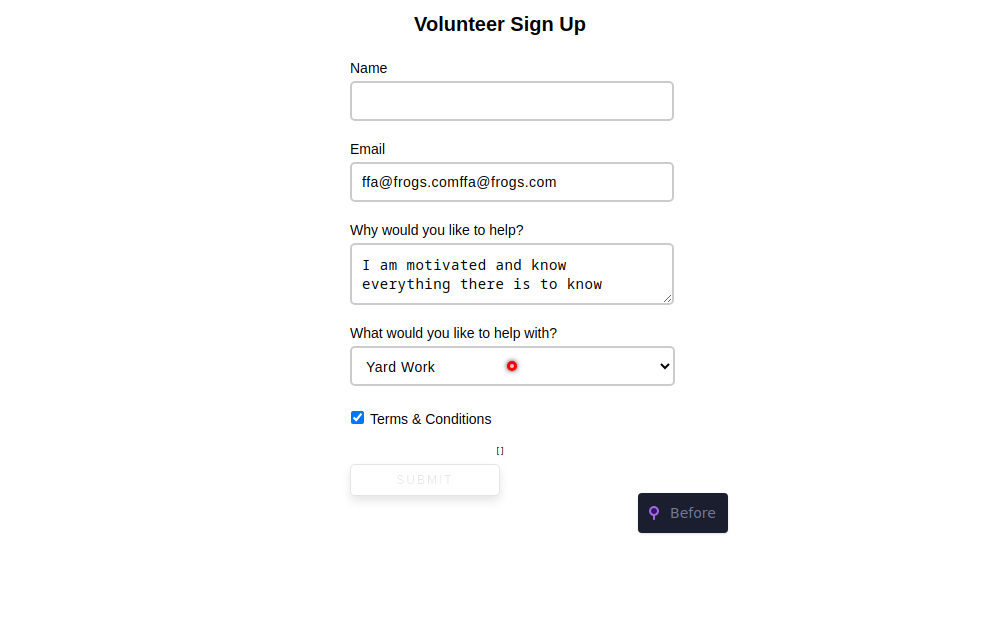 Volunteer Sign Up
Name
Email
ffa@frogs.comffa@frogs.com
Why would you like to help?
I am motivated and know
everything there is to know
What would you like to help with?
Yard Work
Terms & Conditions
[]
SUBMIT
Before